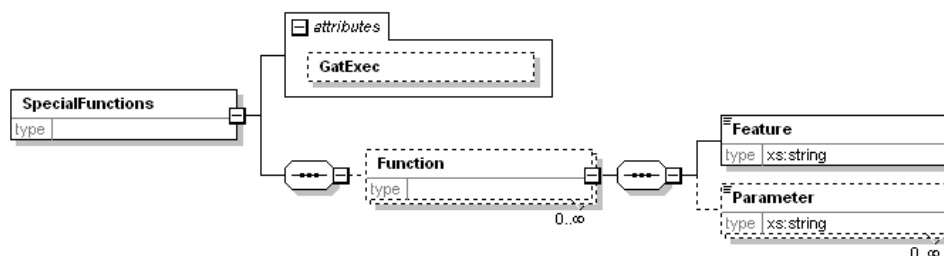 attributes
GatExec
SpecialFunctions
type
Function
type
0..∞
Feature
type xs:string
Parameter
type xs:string
0..∞